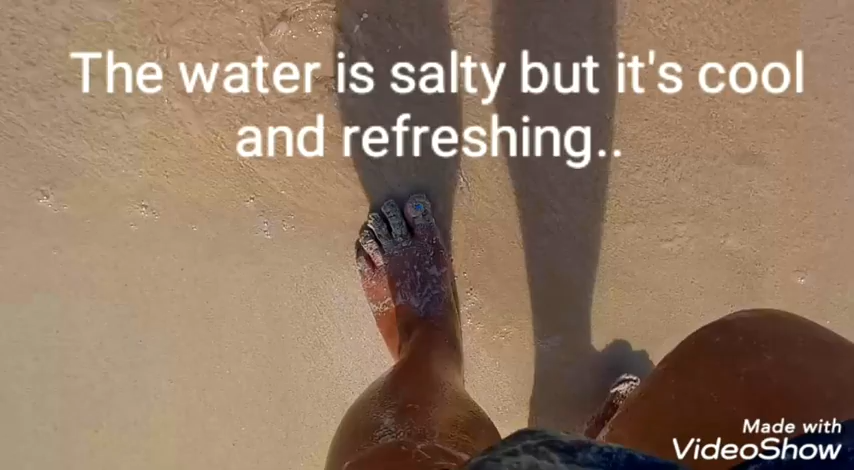 The water is salty but it's cool
and refreshing..
Made with
VideoShow